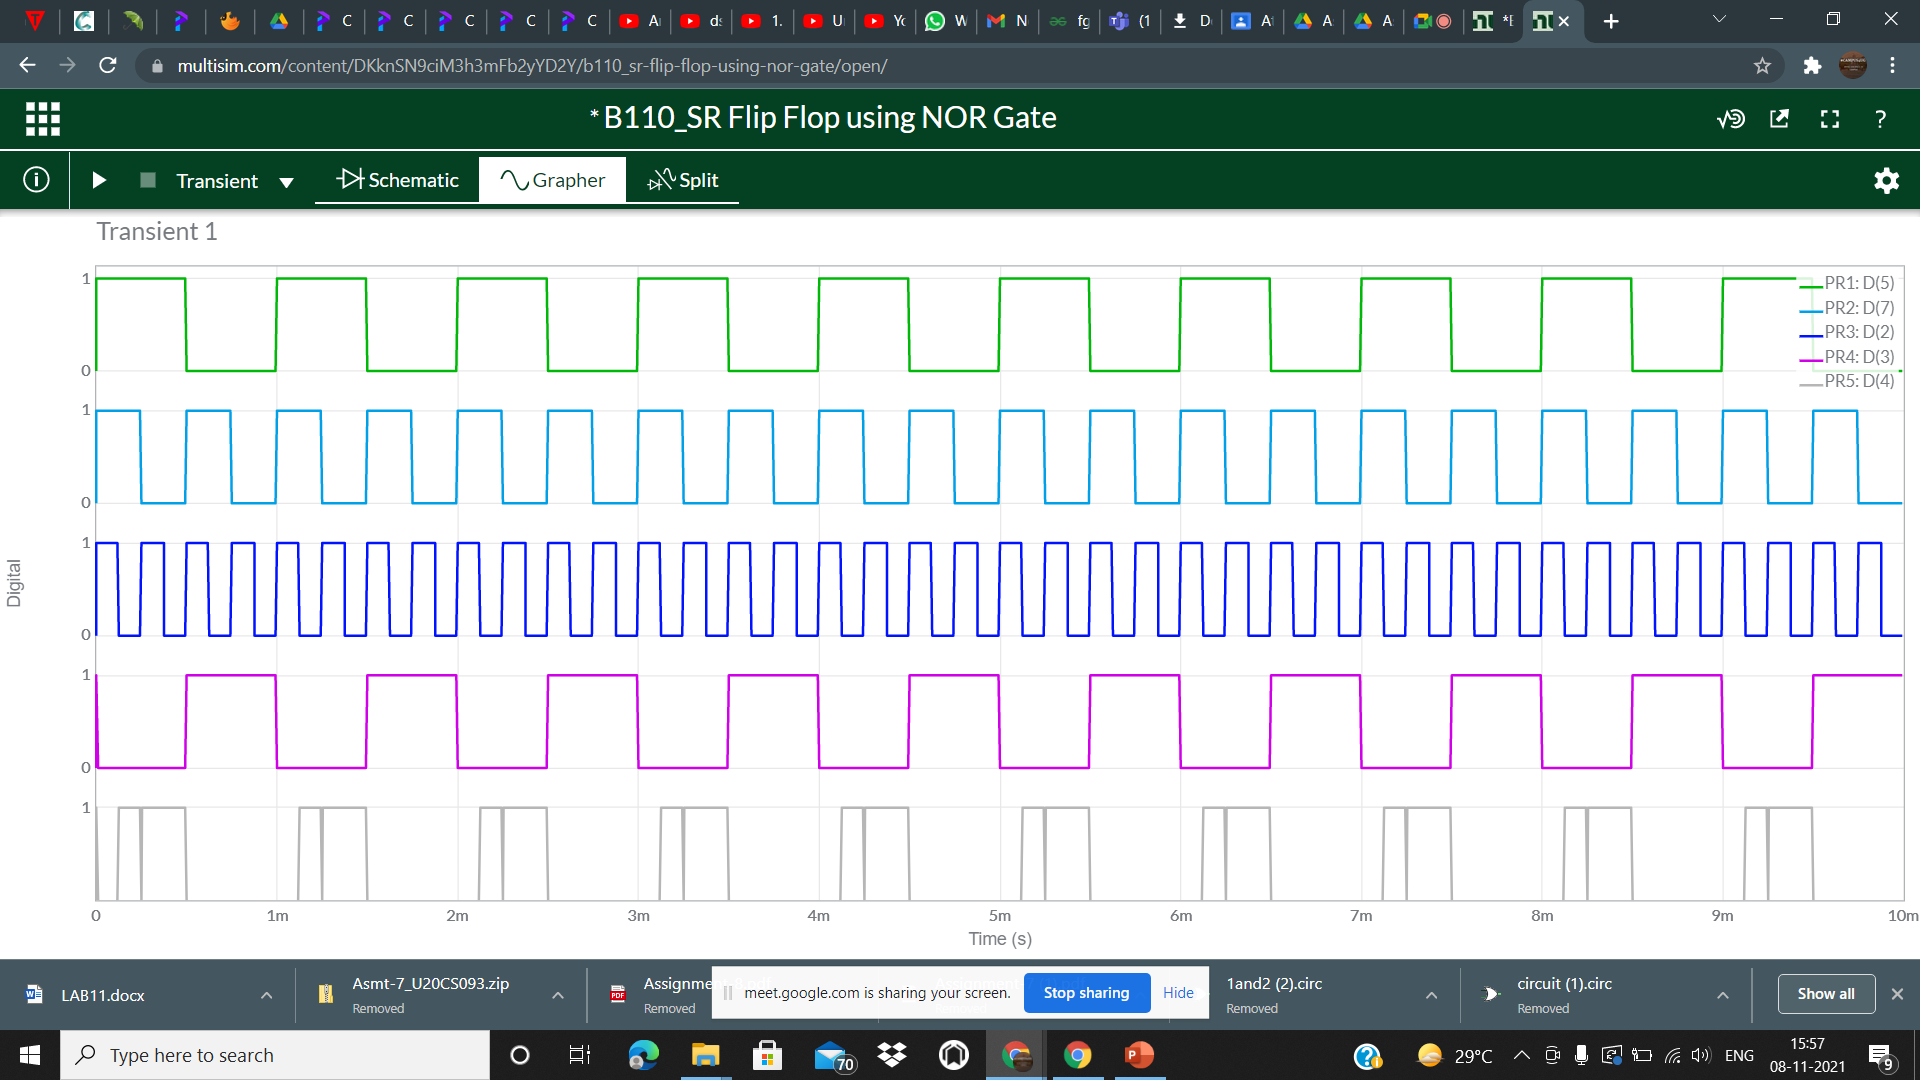 C
C
C
C
C
A
ds
1.
U
Yo
W
N
fg
(1
D
A
A
A
*E
multisim.com/content/DKknSN9ciM3h3mFb2yYD2Y/b110_sr-flip-flop-using-nor-gate/open/
* B110_SR Flip Flop using NOR Gate
?
Transient
Schematic
Grapher
Split
Transient 1
PR1: D(5)
PR2: D(7)
PR3: D(2)
PR4: D(3)
PR5: D(4)
1
0
1
0
1
0
1
0
1
Digital
0 1m 2m 3m 4m 5m 6m 7m 8m 9m 10m
Time (s)
LAB11.docx
Asmt-7_U20CS093.zip
Removed
PDF
Removed
meet.google.com is sharing your screen.
Stop sharing
Hide
1and2 (2).circ
Removed
circuit (1).circ
Removed
Show all
Type here to search
70
29°C
ENG
15:57
08-11-2021
9